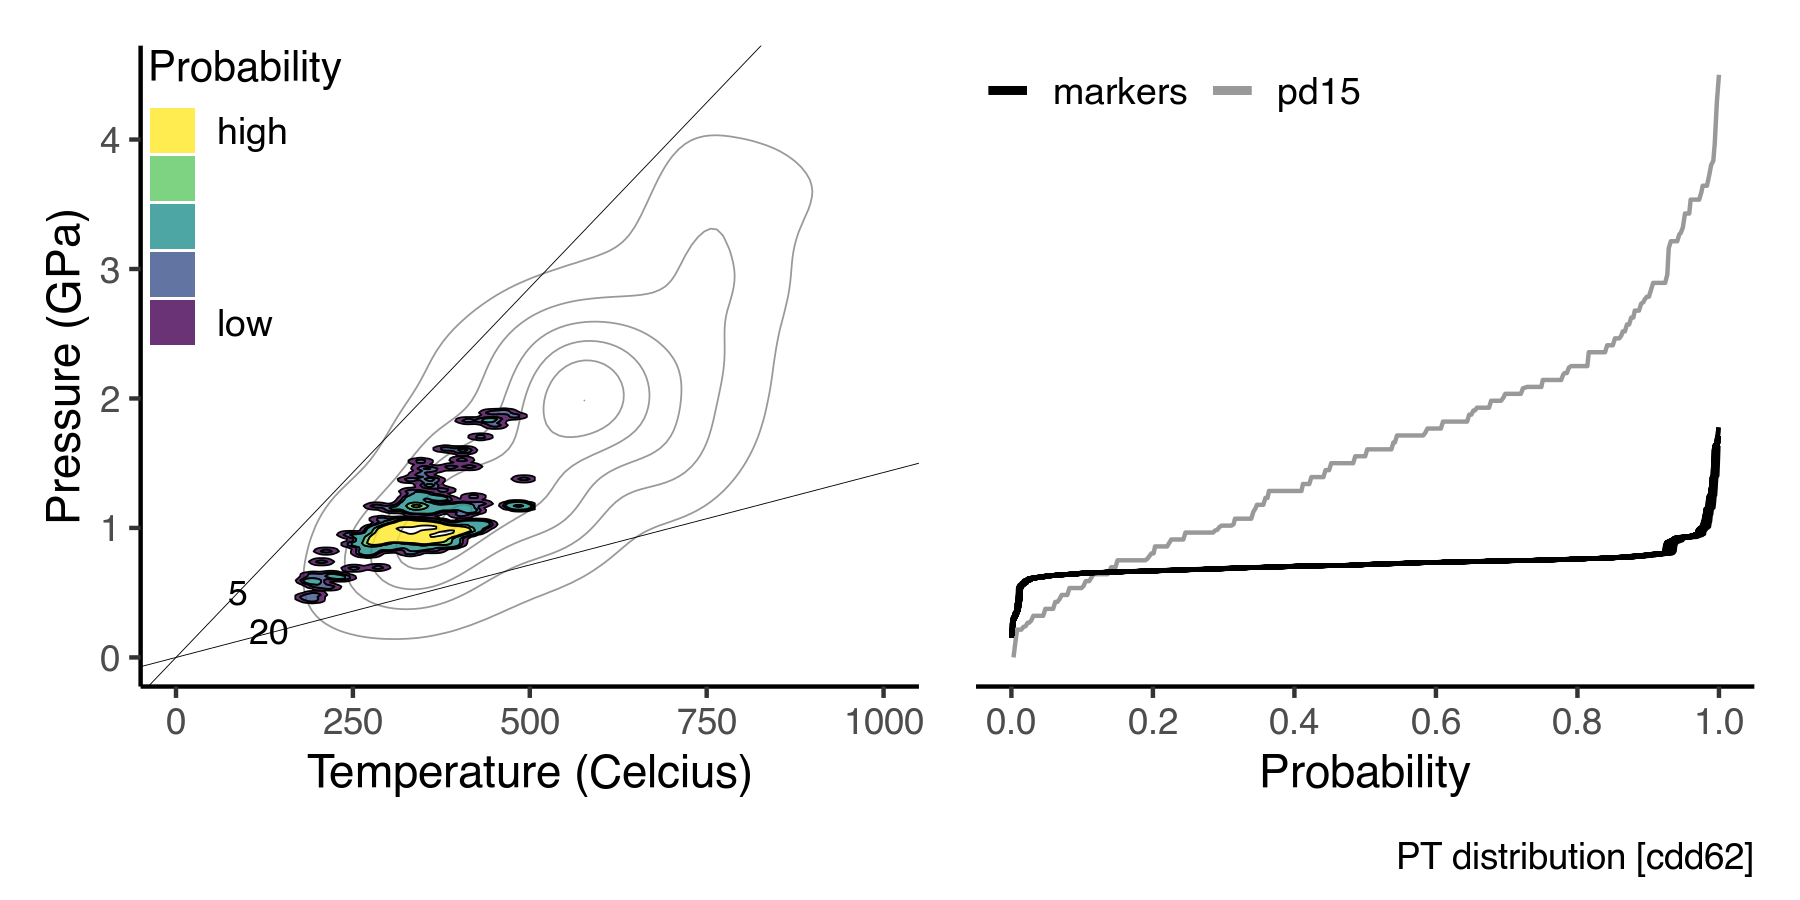 Probability
high
low
4
3
2
1
0
Pressure (GPa)
5
20
0 250 500 750 1000
Temperature (Celcius)
markers pd15
0.0 0.2 0.4 0.6 0.8 1.0
Probability
PT distribution [cdd62]